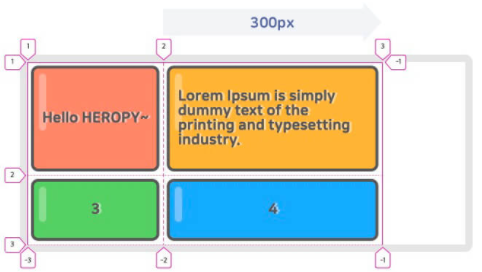 300px
1 2 3
1 -1
Hello HEROPY~
Lorem Ipsum is simply
dummy text of the
printing and typesetting
industry.
2
3 4
3
-3 -2 -1